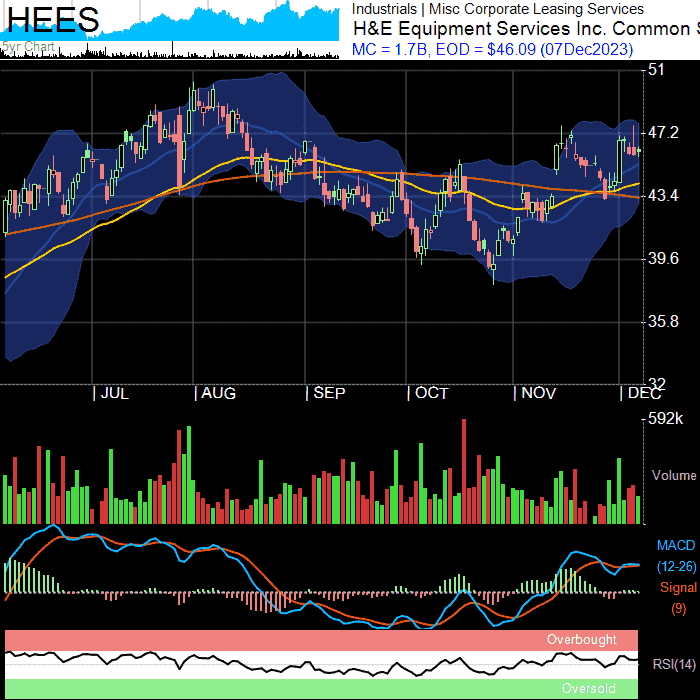 HEES
5yr Chart
Industrials | Misc Corporate Leasing Services
H&E Equipment Services Inc. Common S
MC = 1.7B, EOD = $46.09 (07Dec2023)
51
47.2
43.4
39.6
35.8
32
| JUL | AUG | SEP | OCT | NOV | DEC
592k
Volume
MACD
(12-26)
Signal
(9)
Overbought
RSI(14)
Oversold